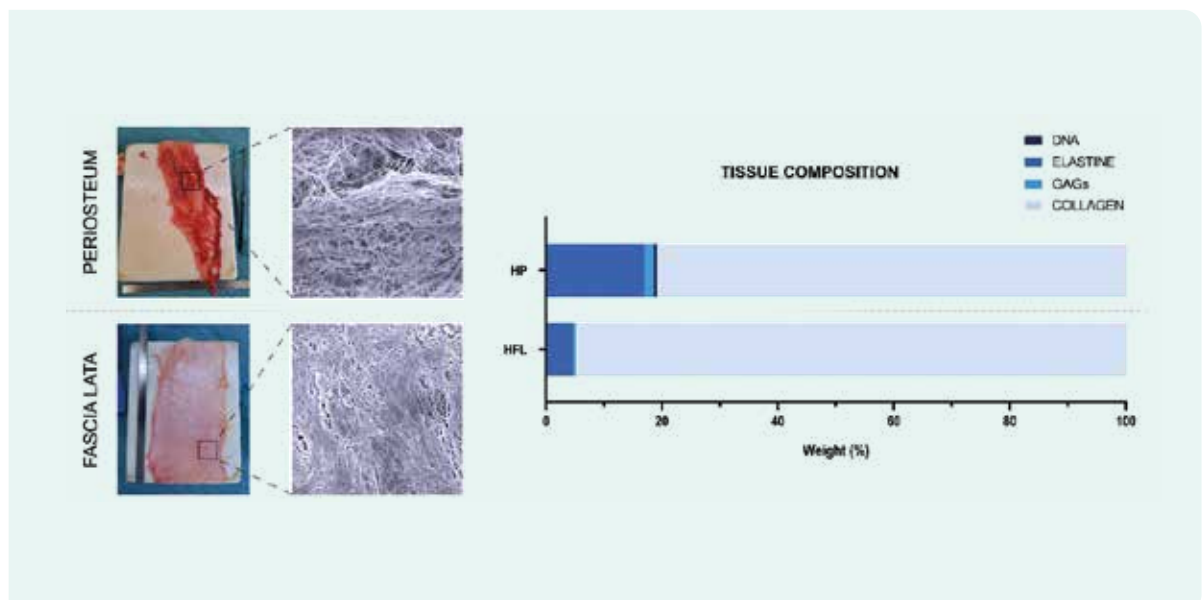 PERIOSTEUM
FASCIA LATA
TISSUE COMPOSITION
DNA
ELASTINE
GAGs
COLLAGEN
HP
HFL
0 20 40 60 80 100
Weight (%)